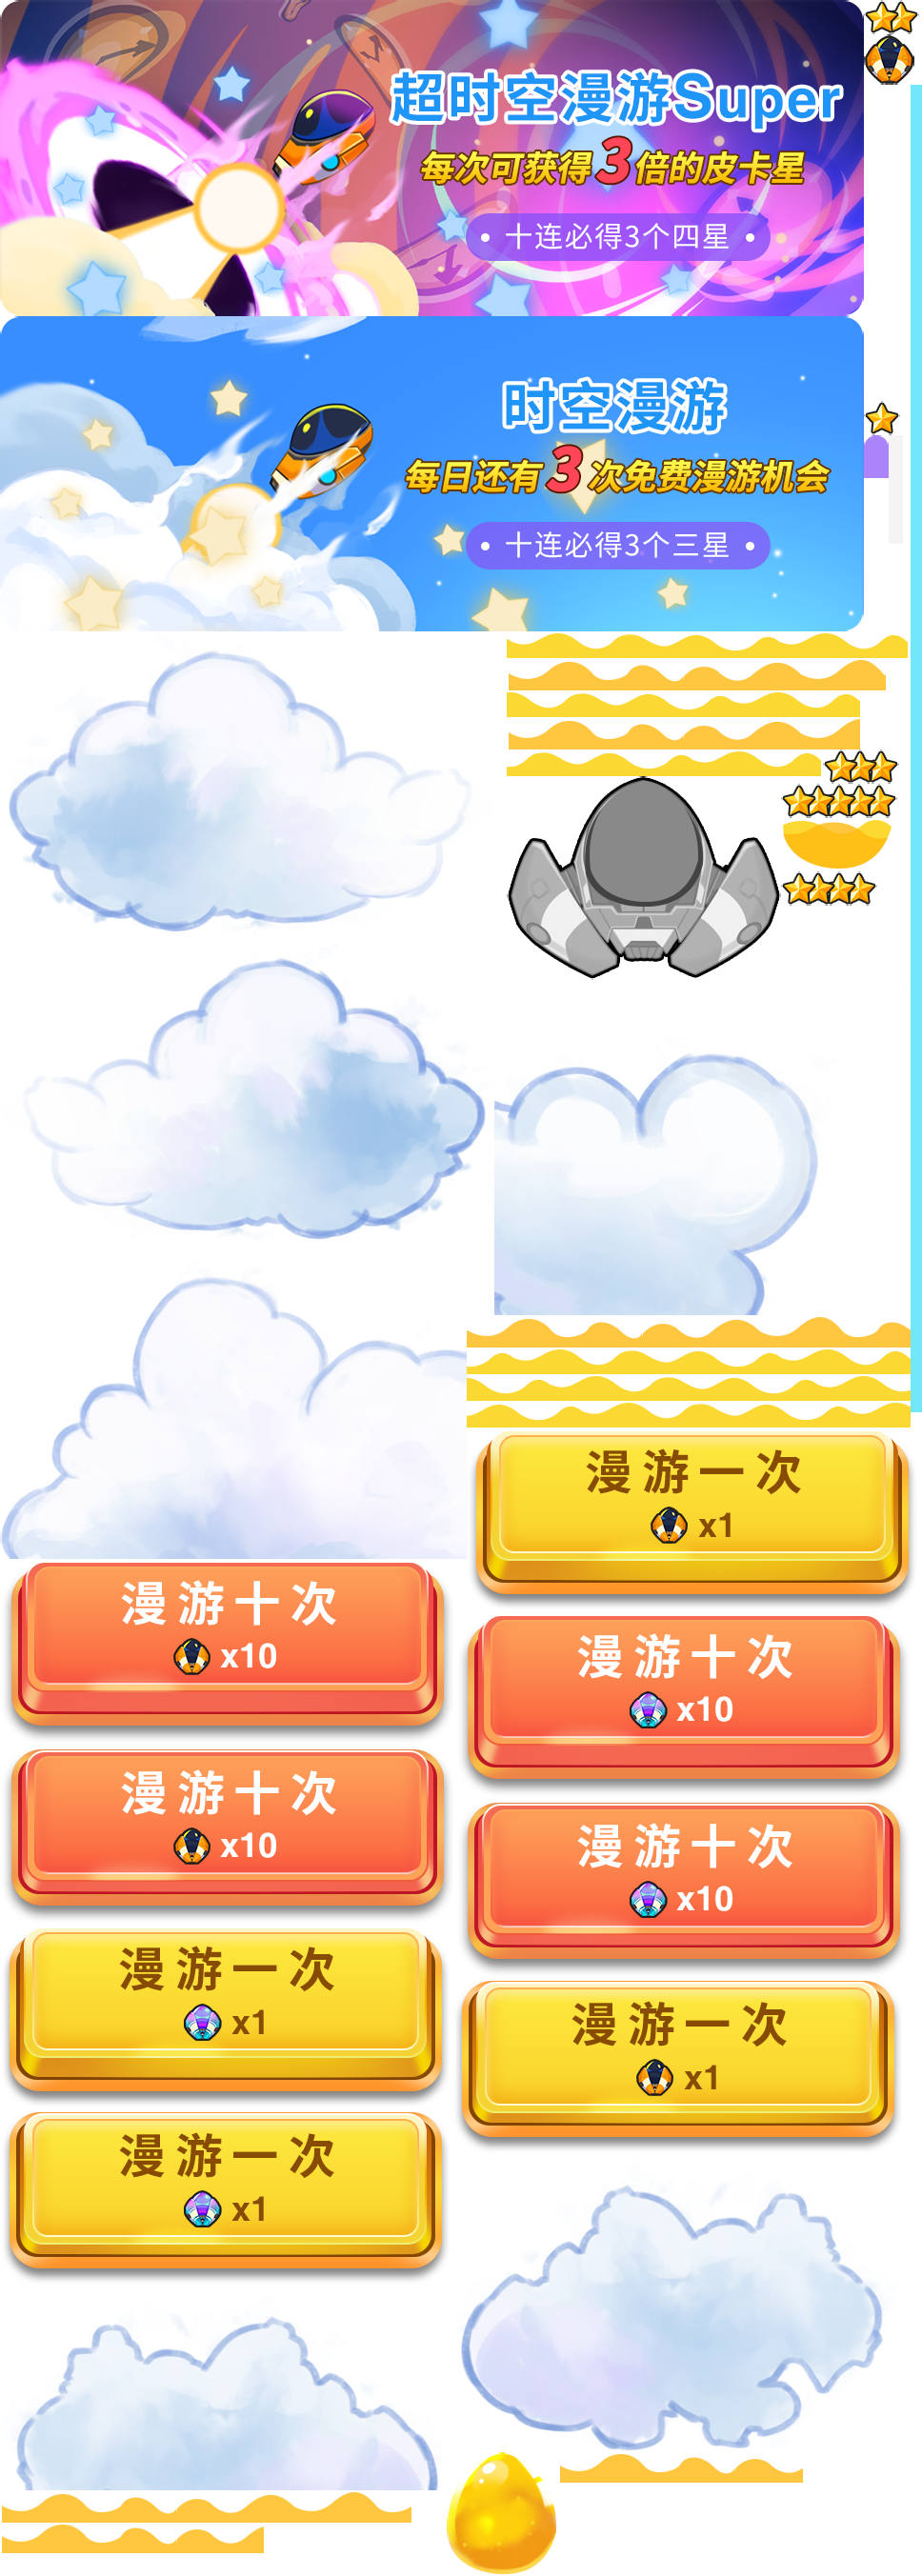 超时空漫游Super
每次可获得3倍的皮卡星
• 十连必得3个四星 •
时空漫游
每日还有3次免费漫游机会
• 十连必得3个三星 •
漫游一次
x1
漫游十次
x10
漫游十次
x10
漫游十次
x10
漫游十次
x10
漫游一次
x1
漫游一次
x1
漫游一次
x1